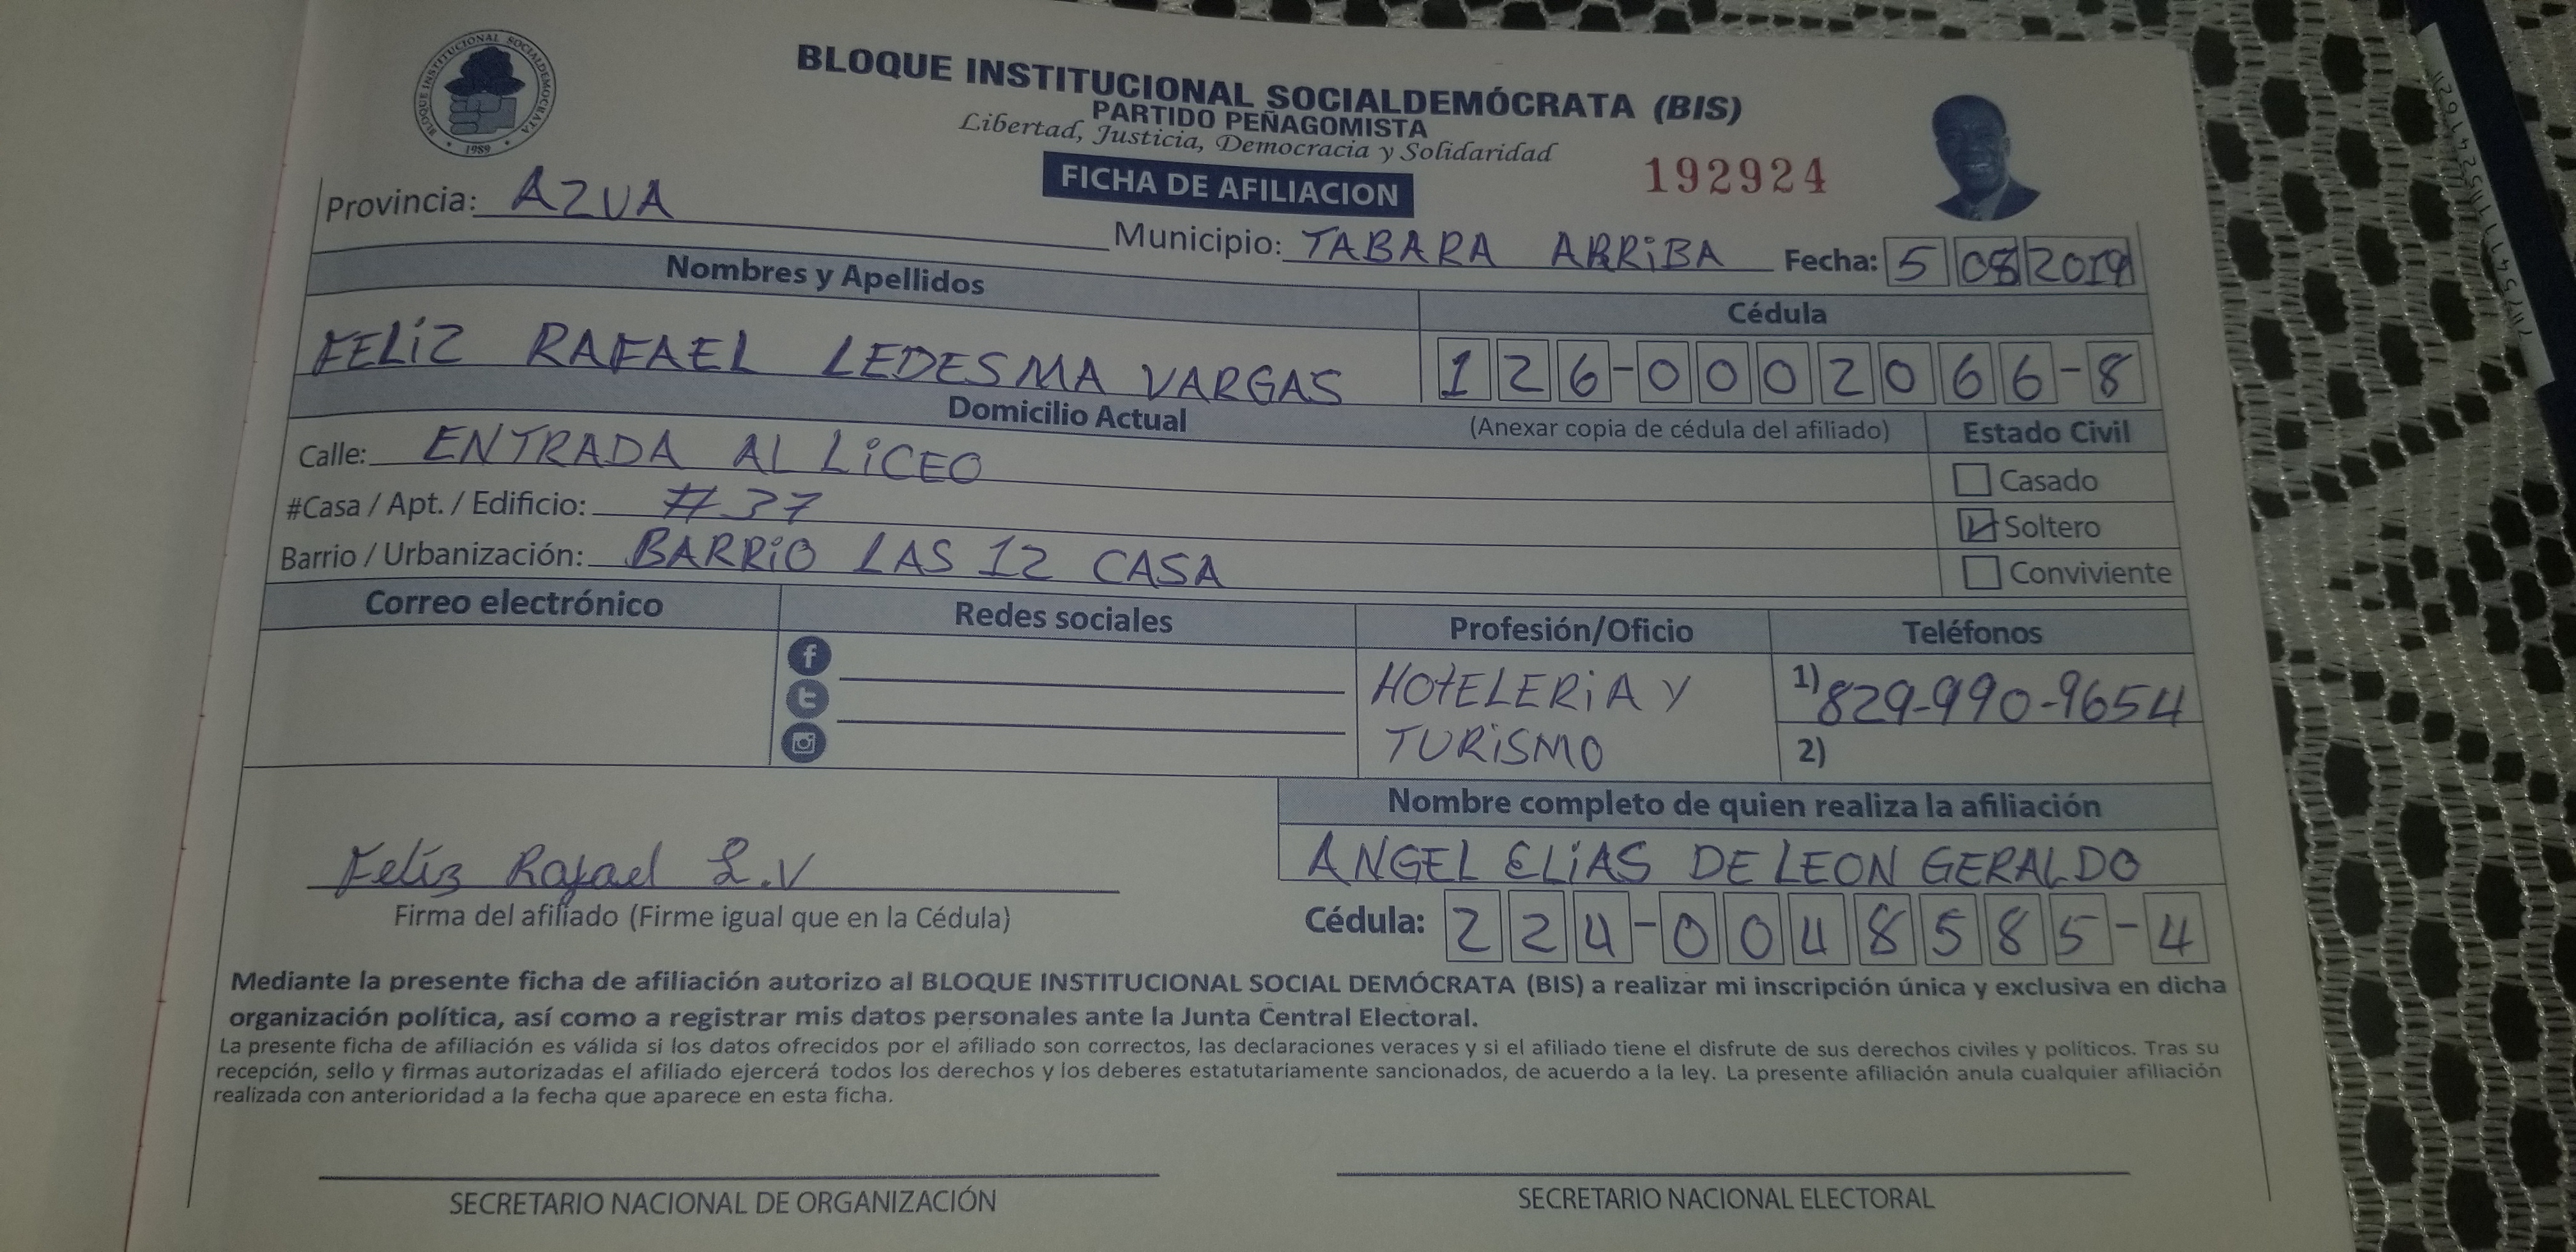 BLOQUE INSTITUCIONAL SOCIALDEMOCRATA
1989
BLOQUE INSTITUCIONAL SOCIALDEMÓCRATA (BIS)
PARTIDO PEÑAGOMISTA
Libertad, Justicia, Democracia y Solidaridad
FICHA DE AFILIACION
192924
Provincia: AZUA
Municipio: TABARA ARRIBA
Fecha: 5 08 2019
Nombres y Apellidos
Cédula
FELIZ RAFAEL LEDESMA VARGAS
126-0002066-8
Domicilio Actual
(Anexar copia de cédula del afiliado)
Estado Civil
Calle: ENTRADA AL LICEO
Casado
#Casa / Apt. / Edificio: #37
Soltero
Barrio / Urbanización: BARRIO LAS 12 CASA
Conviviente
Correo electrónico
Redes sociales
Profesión/Oficio
Teléfonos
HOTELERIA Y
TURISMO
1) 829-990-9654
2)
Nombre completo de quien realiza la afiliación
ANGEL ELIAS DE LEON GERALDO
Feliz Rafael L.V
Firma del afiliado (Firme igual que en la Cédula)
Cédula: 224-0048585-4
Mediante la presente ficha de afiliación autorizo al BLOQUE INSTITUCIONAL SOCIAL DEMÓCRATA (BIS) a realizar mi inscripción única y exclusiva en dicha
organización política, así como a registrar mis datos personales ante la Junta Central Electoral.
La presente ficha de afiliación es válida si los datos ofrecidos por el afiliado son correctos, las declaraciones veraces y si el afiliado tiene el disfrute de sus derechos civiles y políticos. Tras su
recepción, sello y firmas autorizadas el afiliado ejercerá todos los derechos y los deberes estatutariamente sancionados, de acuerdo a la ley. La presente afiliación anula cualquier afiliación
realizada con anterioridad a la fecha que aparece en esta ficha.
SECRETARIO NACIONAL DE ORGANIZACIÓN
SECRETARIO NACIONAL ELECTORAL